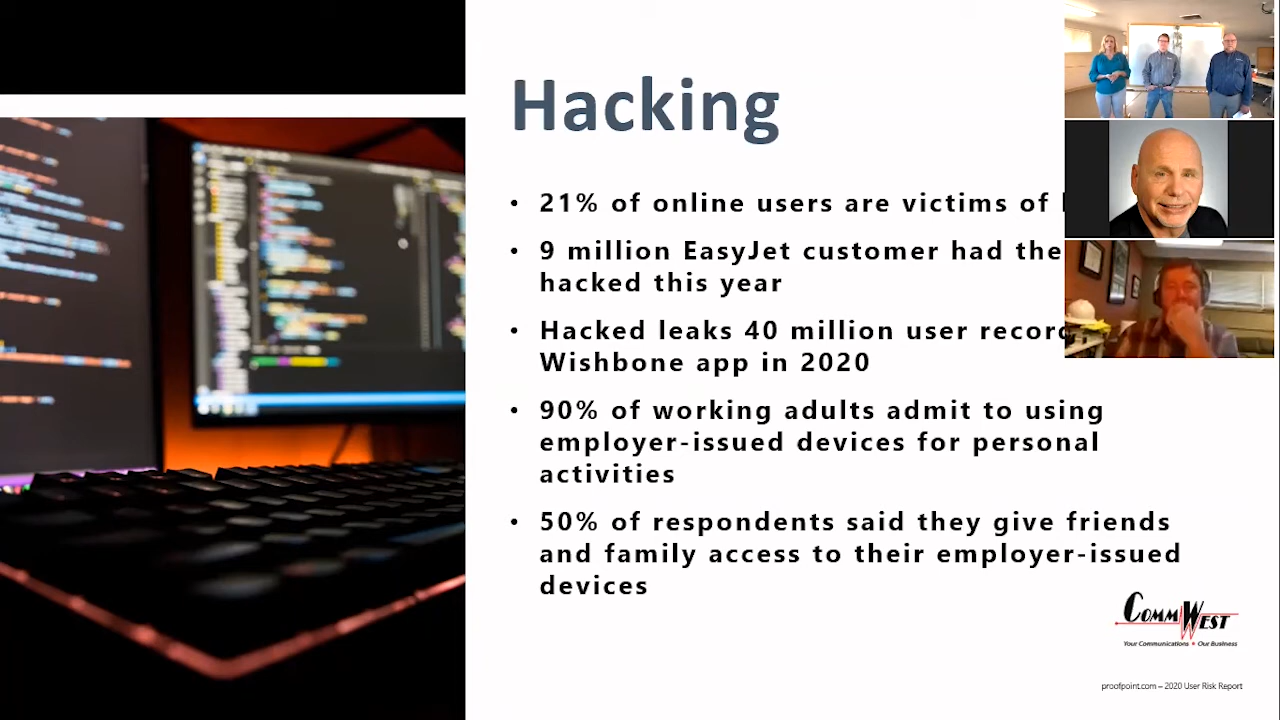 Hacking
• 21% of online users are victims of
• 9 million EasyJet customer had the
hacked this year
• Hacked leaks 40 million user recor
Wishbone app in 2020
• 90% of working adults admit to using
employer-issued devices for personal
activities
• 50% of respondents said they give friends
and family access to their employer-issued
devices
COMMWEST
Your Communications • Our Business
proofpoint.com – 2020 User Risk Report